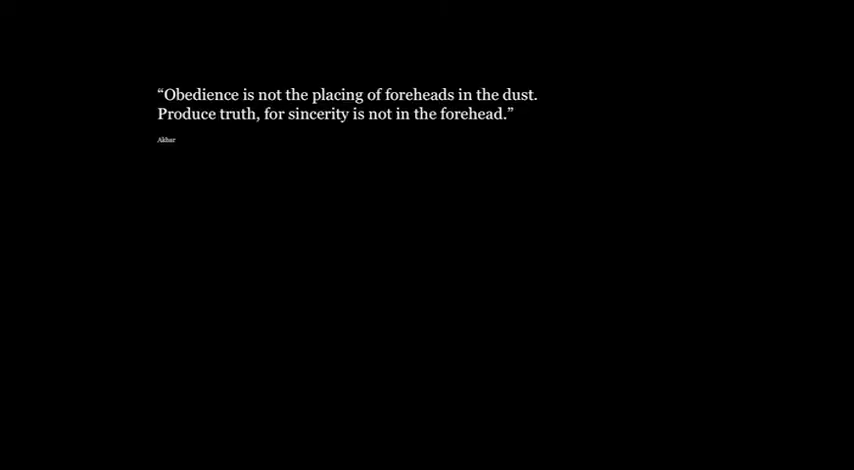 “Obedience is not the placing of foreheads in the dust.
Produce truth, for sincerity is not in the forehead.”
Akbar